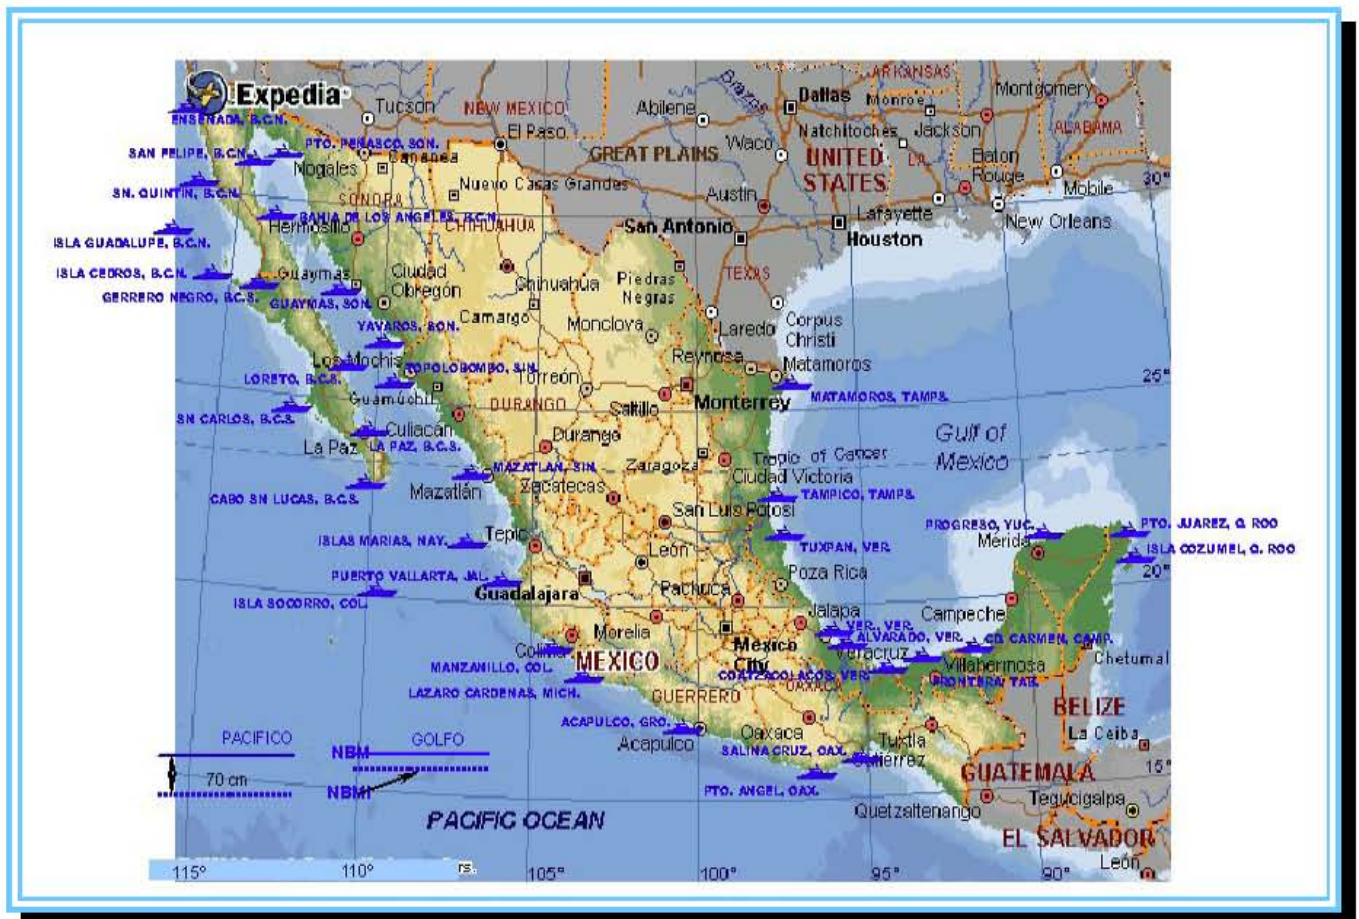 Expedia
Tucson
NEW MEXICO
Abilene
Brazos
Dallas
ARKANSAS
Monroe
Montgomery
ENSENADA, B.C.N.
El Paso
Waco
Natchitoches
Jackson
ALABAMA
SAN FELIPE, B.C.N.
PTO. PEÑASCO, SON.
Cananea
GREAT PLAINS
UNITED
STATES
LA.
Baton
Rouge
Mobile
30°
Nogales
Nuevo Casas Grandes
SN. QUINTIN, B.C.N.
SONORA
Austin
Lafayette
New Orleans
BAHIA DE LOS ANGELES, B.C.N.
Hermosillo
CHIHUAHUA
San Antonio
Houston
ISLA GUADALUPE, B.C.N.
ISLA CEDROS, B.C.N.
Guaymas
Ciudad
Obregón
Chihuahua
Piedras
Negras
TEXAS
GERRERO NEGRO, B.C.S.
GUAYMAS, SON.
Camargo
Monclova
Laredo
Corpus
Christi
YAVAROS, SON.
Los Mochis
TOPOLOBOMBO, SIN.
Torreón
Reynosa
Matamoros
25°
LORETO, B.C.S.
Guamúchil
DURANGO
Saltillo
Monterrey
MATAMOROS, TAMPS.
SN CARLOS, B.C.S.
Culiacán
La Paz
LA PAZ, B.C.S.
Durango
Gulf of
Mexico
Zaragoza
Tropic of Cancer
Ciudad Victoria
MAZATLAN, SIN.
CABO SN LUCAS, B.C.S.
Mazatlán
Zacatecas
TAMPICO, TAMPS.
San Luis Potosí
PROGRESO, YUC.
PTO. JUAREZ, Q. ROO
ISLAS MARIAS, NAY.
Tepic
León
TUXPAN, VER.
Mérida
ISLA COZUMEL, Q. ROO
PUERTO VALLARTA, JAL.
Poza Rica
20°
ISLA SOCORRO, COL.
Guadalajara
Pachuca
Jalapa
Campeche
Colima
Morelia
Mexico
City
VER., VER.
ALVARADO, VER.
CD. CARMEN, CAMP.
Veracruz
MANZANILLO, COL.
MEXICO
COATZACOLACOS, VER.
Villahermosa
Chetumal
LAZARO CARDENAS, MICH.
GUERRERO
OAXACA
FRONTERA, TAB.
BELIZE
ACAPULCO, GRO.
Acapulco
Oaxaca
SALINA CRUZ, OAX.
Tuxtla
Gutiérrez
La Ceiba
PACIFICO
NBM
GOLFO
70 cm
NBMI
PTO. ANGEL, OAX.
GUATEMALA
15°
Quetzaltenango
Tegucigalpa
PACIFIC OCEAN
EL SALVADOR
León
rs.
115°
110°
105°
100°
95°
90°